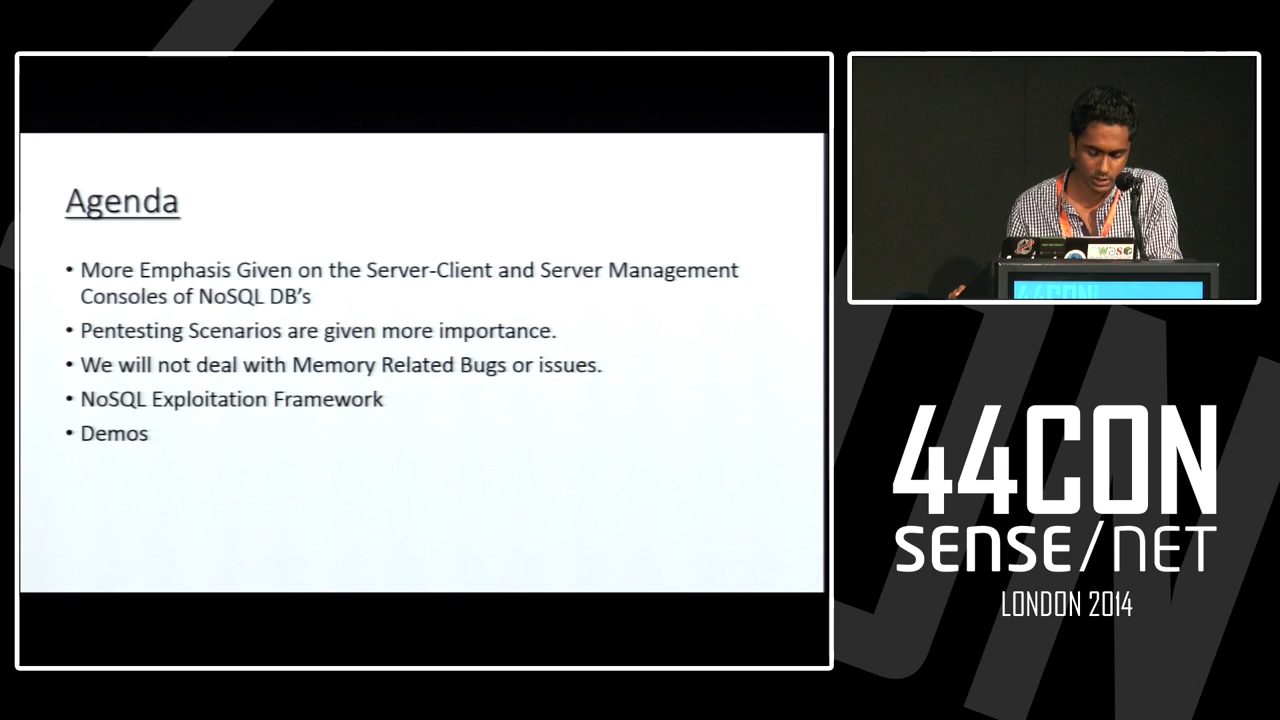 Agenda
• More Emphasis Given on the Server-Client and Server Management
Consoles of NoSQL DB's
• Pentesting Scenarios are given more importance.
• We will not deal with Memory Related Bugs or issues.
• NoSQL Exploitation Framework
• Demos
44CON
44CON
SENSE/NET
LONDON 2014